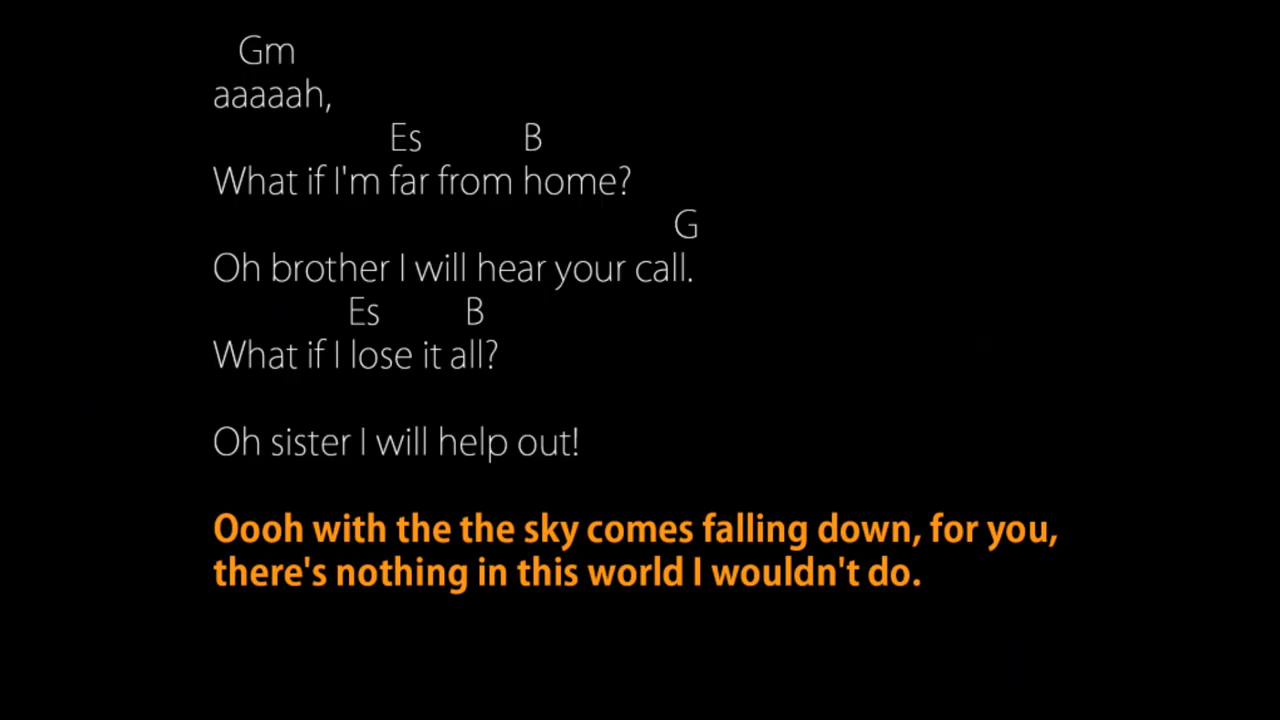 Gm
aaaaah,
Es B
What if I'm far from home?
G
Oh brother I will hear your call.
Es B
What if I lose it all?
Oh sister I will help out!
Oooh with the the sky comes falling down, for you,
there's nothing in this world I wouldn't do.